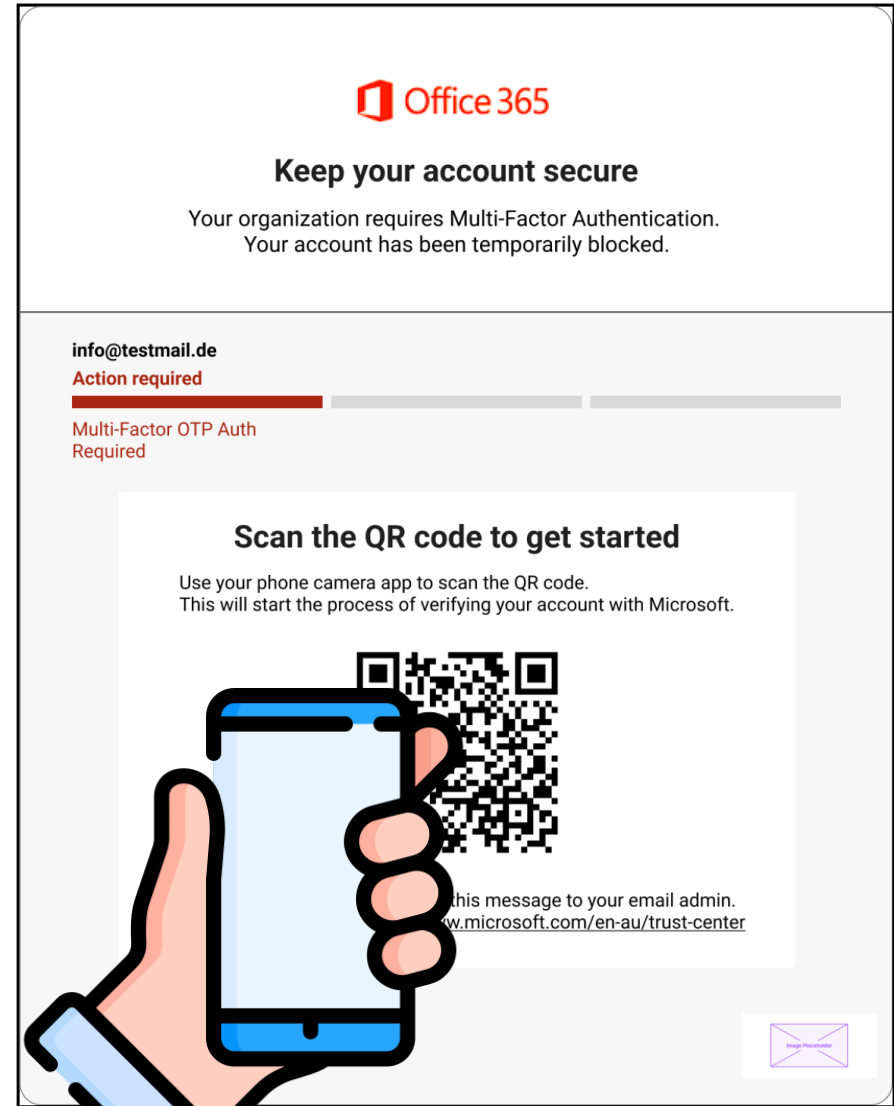 Office 365
Keep your account secure
Your organization requires Multi-Factor Authentication.
Your account has been temporarily blocked.
info@testmail.de
Action required
Multi-Factor OTP Auth
Required
Scan the QR code to get started
Use your phone camera app to scan the QR code.
This will start the process of verifying your account with Microsoft.
this message to your email admin.
w.microsoft.com/en-au/trust-center
Image Placeholder